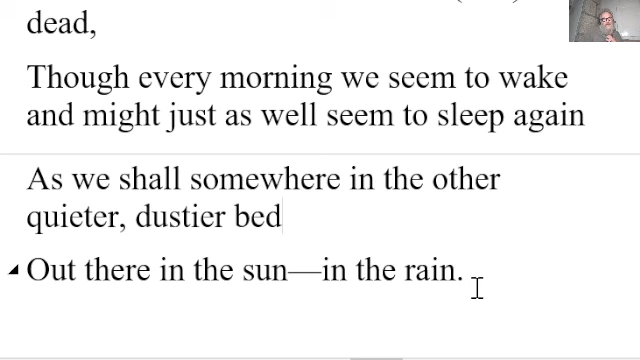 dead,
Though every morning we seem to wake
and might just as well seem to sleep again
As we shall somewhere in the other
quieter, dustier bed
Out there in the sun—in the rain.